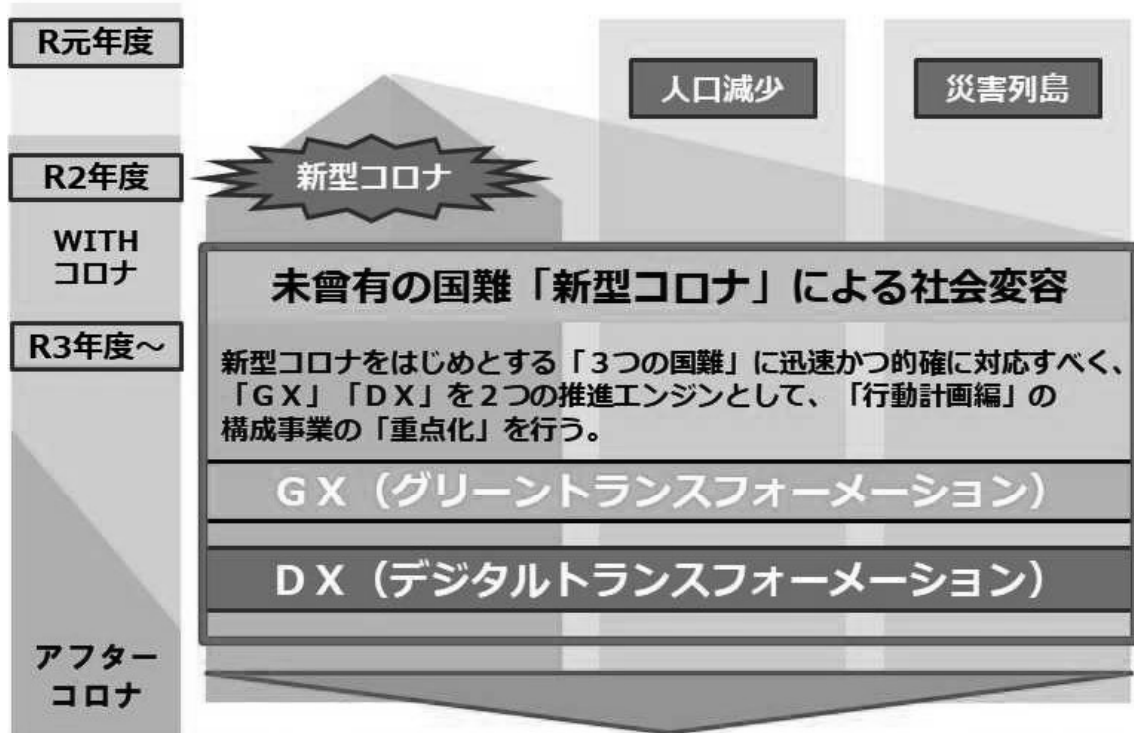 R元年度
人口減少
災害列島
R2年度
新型コロナ
WITH
コロナ
未曾有の国難「新型コロナ」による社会変容
R3年度～
新型コロナをはじめとする「３つの国難」に迅速かつ的確に対応すべく、
「ＧＸ」「ＤＸ」を２つの推進エンジンとして、「行動計画編」の
構成事業の「重点化」を行う。
ＧＸ（グリーントランスフォーメーション）
ＤＸ（デジタルトランスフォーメーション）
アフター
コロナ